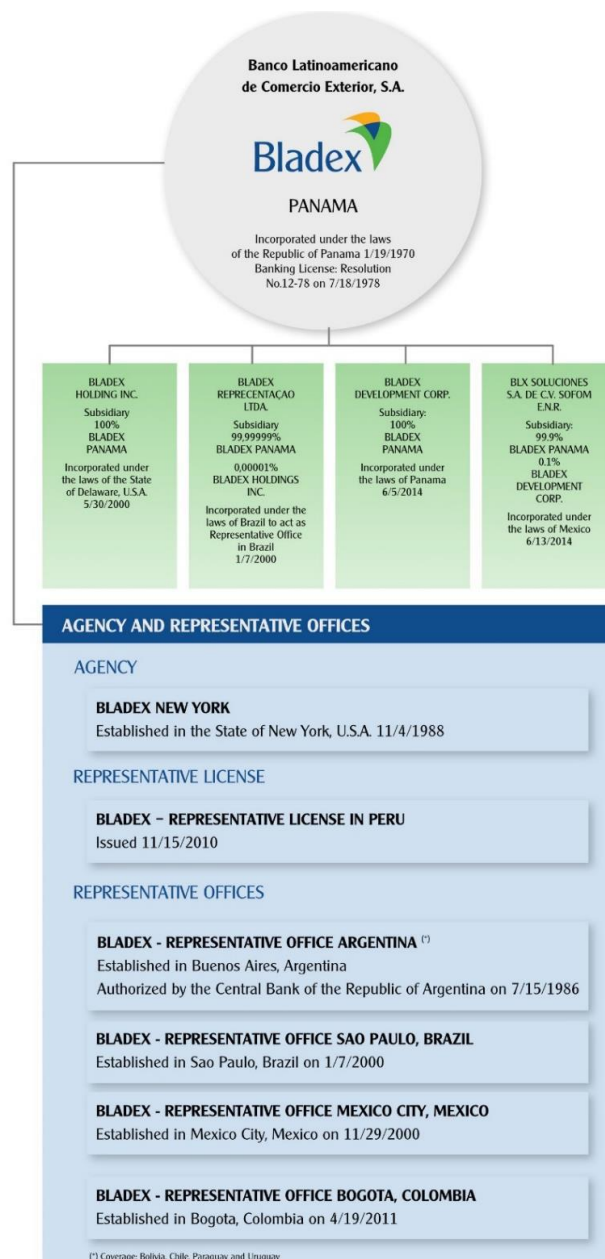 Banco Latinoamericano
de Comercio Exterior, S.A.
Bladex
PANAMA
Incorporated under the laws
of the Republic of Panama 1/19/1970
Banking License: Resolution
No.12-78 on 7/18/1978
BLADEX
HOLDING INC.
Subsidiary
100%
BLADEX
PANAMA
Incorporated under
the laws of the State
of Delaware, U.S.A.
5/30/2000
BLADEX
REPRECENTAÇAO
LTDA.
Subsidiary
99,99999%
BLADEX PANAMA
0,00001%
BLADEX HOLDINGS
INC.
Incorporated under the
laws of Brazil to act as
Representative Office
in Brazil
1/7/2000
BLADEX
DEVELOPMENT CORP.
Subsidiary:
100%
BLADEX
PANAMA
Incorporated under
the laws of Panama
6/5/2014
BLX SOLUCIONES
S.A. DE C.V. SOFOM
E.N.R.
Subsidiary:
99.9%
BLADEX PANAMA
0.1%
BLADEX
DEVELOPMENT
CORP.
Incorporated under
the laws of Mexico
6/13/2014
AGENCY AND REPRESENTATIVE OFFICES
AGENCY
BLADEX NEW YORK
Established in the State of New York, U.S.A. 11/4/1988
REPRESENTATIVE LICENSE
BLADEX – REPRESENTATIVE LICENSE IN PERU
Issued 11/15/2010
REPRESENTATIVE OFFICES
BLADEX - REPRESENTATIVE OFFICE ARGENTINA (*)
Established in Buenos Aires, Argentina
Authorized by the Central Bank of the Republic of Argentina on 7/15/1986
BLADEX - REPRESENTATIVE OFFICE SAO PAULO, BRAZIL
Established in Sao Paulo, Brazil on 1/7/2000
BLADEX - REPRESENTATIVE OFFICE MEXICO CITY, MEXICO
Established in Mexico City, Mexico on 11/29/2000
BLADEX - REPRESENTATIVE OFFICE BOGOTA, COLOMBIA
Established in Bogota, Colombia on 4/19/2011
(*) Coverage: Bolivia, Chile, Paraguay and Uruguay